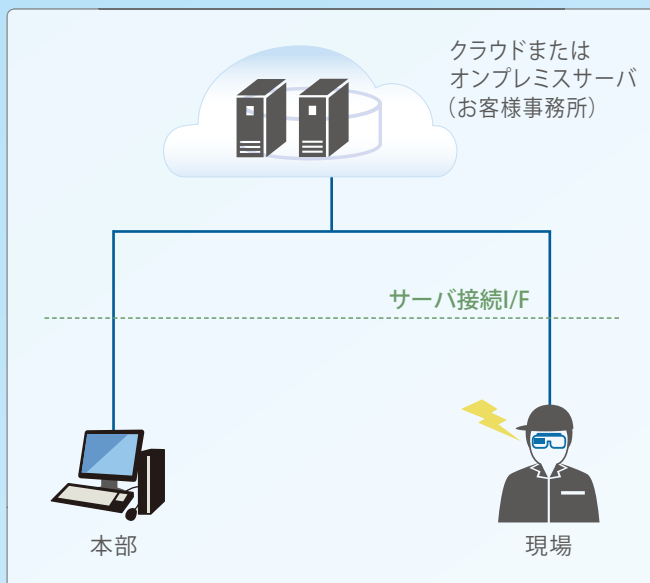 クラウドまたは
オンプレミスサーバ
（お客様事務所）
サーバ接続I/F
本部
現場